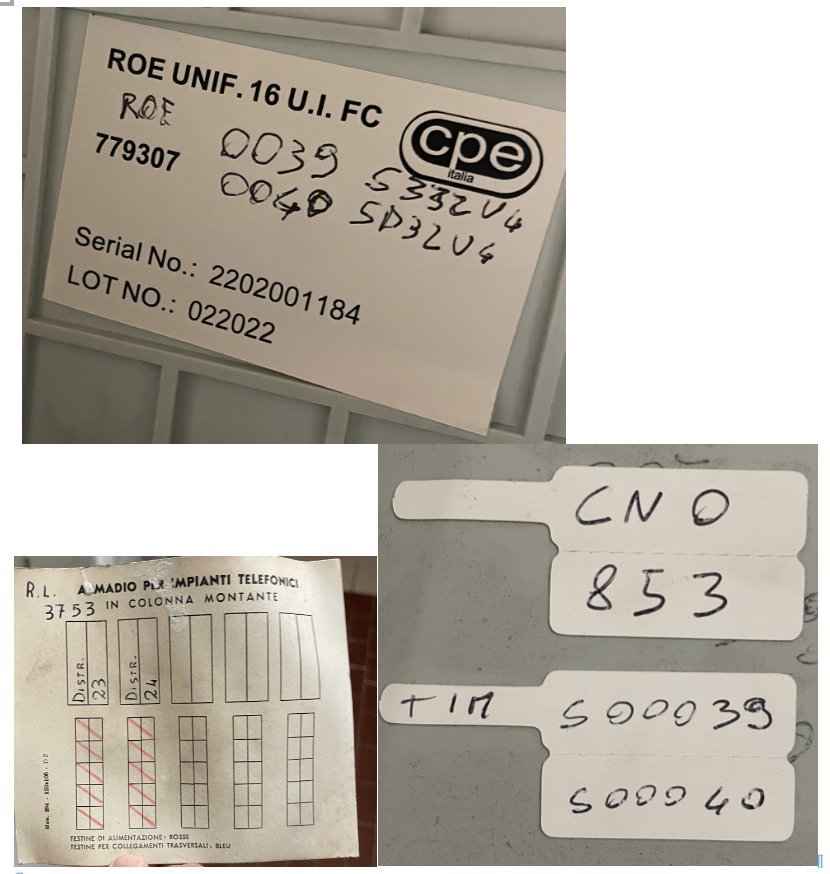 ROE UNIF. 16 U.I. FC
ROE
cpe
italia
779307
0039 S332U4
0040 SD32U4
Serial No.: 2202001184
LOT NO.: 022022
CNO
853
TIM S00039
S00040
R.L. ARMADIO PER IMPIANTI TELEFONICI
3753 IN COLONNA MONTANTE
DISTR. 23
DISTR. 24
TESTINE DI ALIMENTAZIONE: ROSSE
TESTINE PER COLLEGAMENTI TRASVERSALI: BLEU